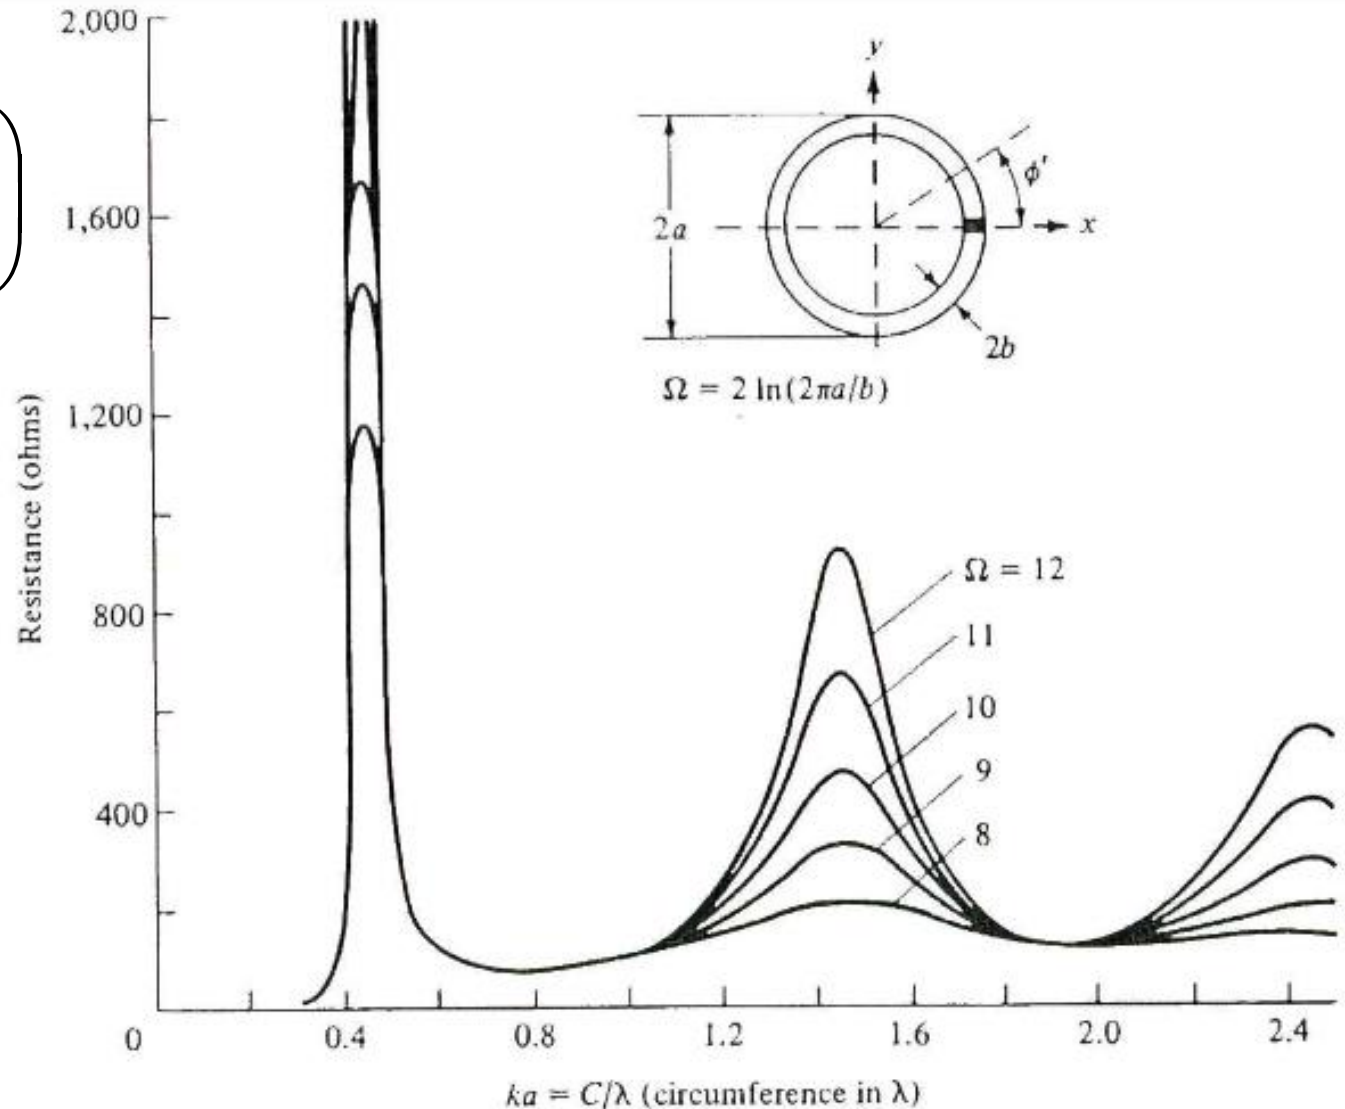 2,000
1,600
1,200
800
400
0
Resistance (ohms)
y
ϕ′
x
2a
2b
Ω = 2 ln(2πa/b)
Ω = 12
11
10
9
8
0.4
0.8
1.2
1.6
2.0
2.4
ka = C/λ (circumference in λ)